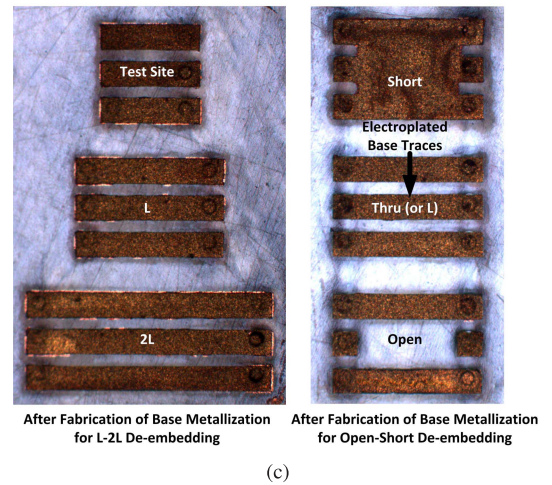 Test Site
L
2L
After Fabrication of Base Metallization
for L-2L De-embedding
Short
Electroplated
Base Traces
Thru (or L)
Open
After Fabrication of Base Metallization
for Open-Short De-embedding
(c)